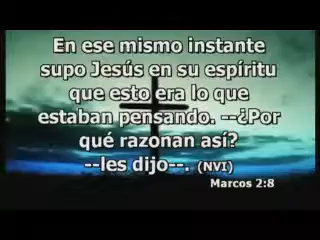 En ese mismo instante
supo Jesús en su espíritu
que esto era lo que
estaban pensando. --¿Por
qué razonan así?
--les dijo--. (NVI)
Marcos 2:8